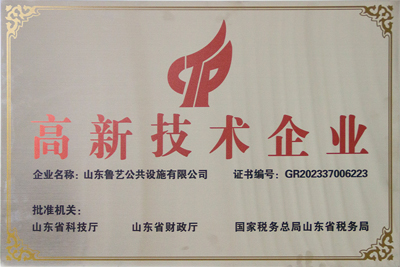 CTP
高新技术企业
企业名称：山东鲁艺公共设施有限公司 证书编号：GR202337006223
批准机关：
山东省科技厅 山东省财政厅 国家税务总局山东省税务局